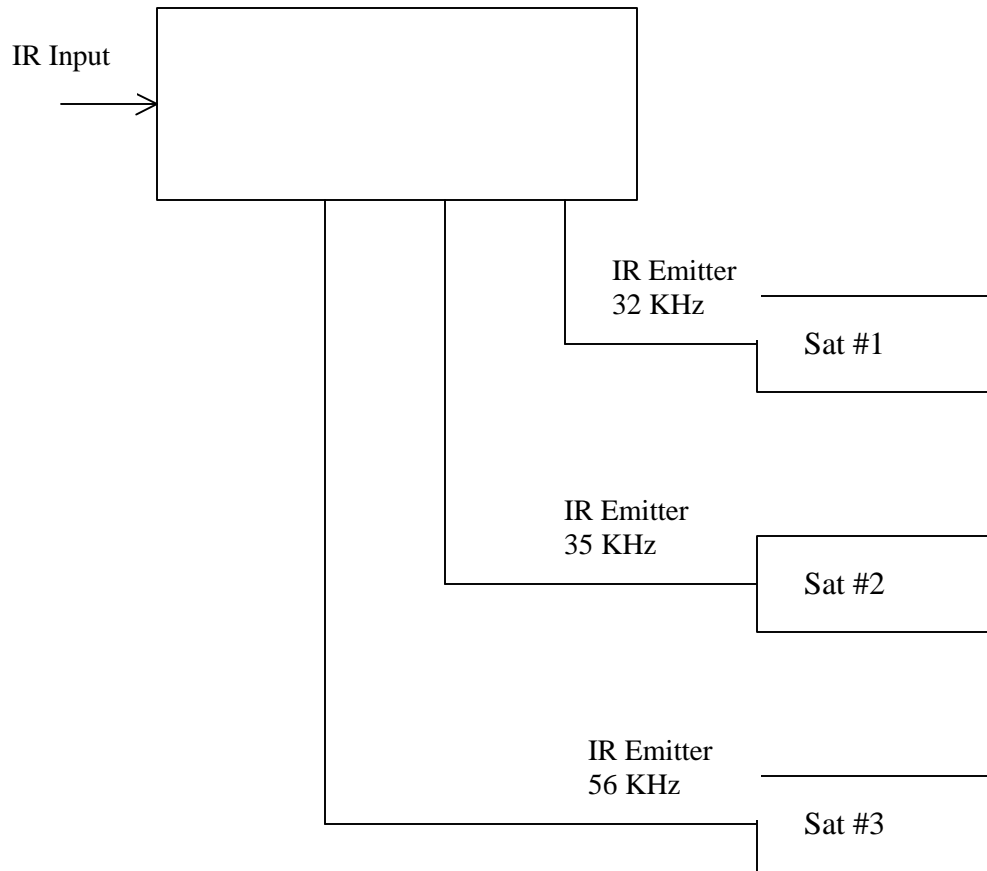 IR Input
IR Emitter
32 KHz
Sat #1
IR Emitter
35 KHz
Sat #2
IR Emitter
56 KHz
Sat #3